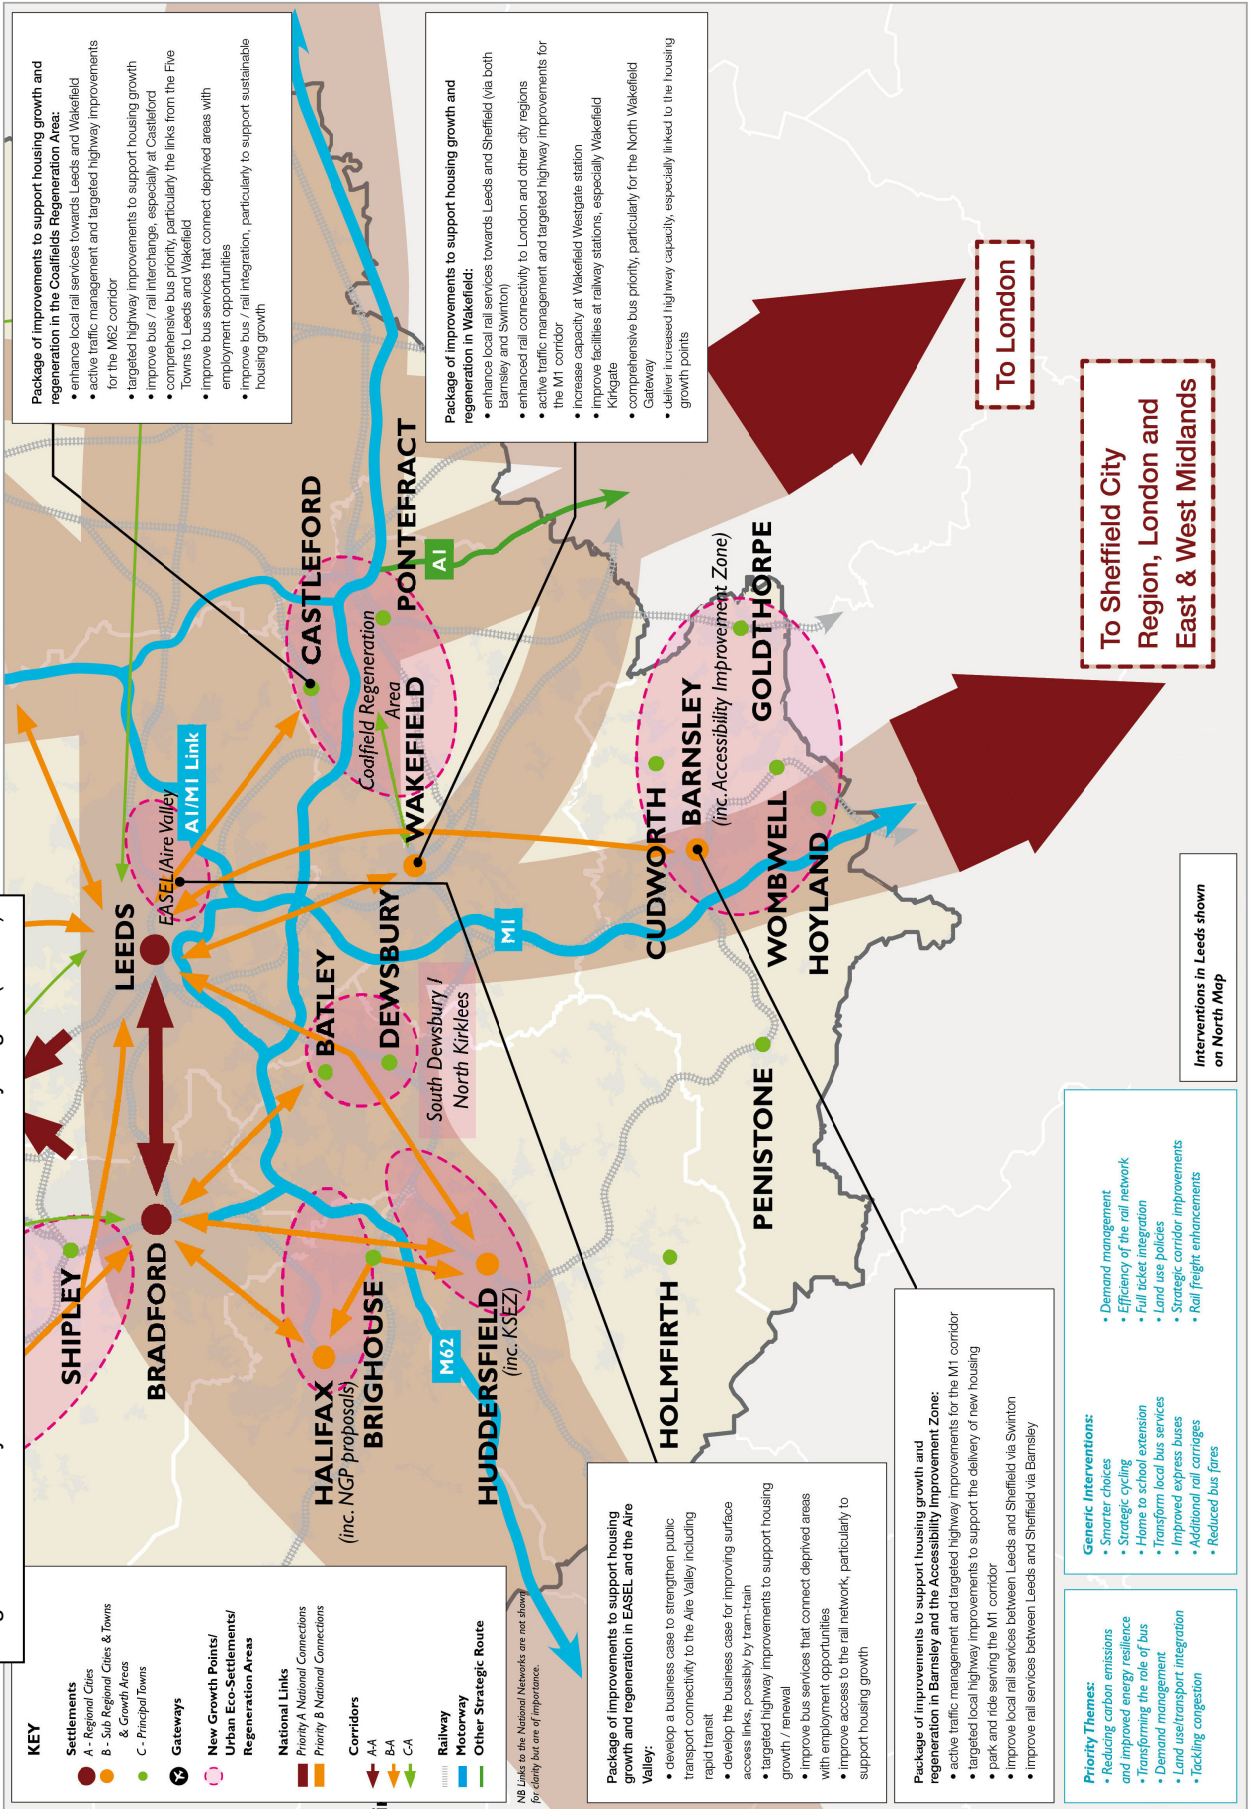 KEY
Settlements
A - Regional Cities
B - Sub Regional Cities & Towns
& Growth Areas
C - Principal Towns
Gateways
New Growth Points/
Urban Eco-Settlements/
Regeneration Areas
National Links
Priority A National Connections
Priority B National Connections
Corridors
A-A
B-A
C-A
Railway
Motorway
Other Strategic Route
NB Links to the National Networks are not shown
for clarity but are of importance.
SHIPLEY
BRADFORD
LEEDS
EASEL/Aire Valley
A1/M1 Link
HALIFAX
(inc. NGP proposals)
BRIGHOUSE
BATLEY
DEWSBURY
CASTLEFORD
Coalfield Regeneration
Area
PONTEFRACT
WAKEFIELD
A1
M62
HUDDERSFIELD
(inc. KSEZ)
South Dewsbury /
North Kirklees
M1
HOLMFIRTH
PENISTONE
CUDWORTH
BARNSLEY
(inc. Accessibility Improvement Zone)
GOLDTHORPE
WOMBWELL
HOYLAND
To London
To Sheffield City
Region, London and
East & West Midlands
Package of improvements to support housing growth and
regeneration in the Coalfields Regeneration Area:
• enhance local rail services towards Leeds and Wakefield
• active traffic management and targeted highway improvements
for the M62 corridor
• targeted highway improvements to support housing growth
• improve bus / rail interchange, especially at Castleford
• comprehensive bus priority, particularly the links from the Five
Towns to Leeds and Wakefield
• improve bus services that connect deprived areas with
employment opportunities
• improve bus / rail integration, particularly to support sustainable
housing growth
Package of improvements to support housing growth and
regeneration in Wakefield:
• enhance local rail services towards Leeds and Sheffield (via both
Barnsley and Swinton)
• enhanced rail connectivity to London and other city regions
• active traffic management and targeted highway improvements for
the M1 corridor
• increase capacity at Wakefield Westgate station
• improve facilities at railway stations, especially Wakefield
Kirkgate
• comprehensive bus priority, particularly for the North Wakefield
Gateway
• deliver increased highway capacity, especially linked to the housing
growth points
Package of improvements to support housing
growth and regeneration in EASEL and the Aire
Valley:
• develop a business case to strengthen public
transport connectivity to the Aire Valley including
rapid transit
• develop the business case for improving surface
access links, possibly by tram-train
• targeted highway improvements to support housing
growth / renewal
• improve bus services that connect deprived areas
with employment opportunities
• improve access to the rail network, particularly to
support housing growth
Package of improvements to support housing growth and
regeneration in Barnsley and the Accessibility Improvement Zone:
• active traffic management and targeted highway improvements for the M1 corridor
• targeted local highway improvements to support the delivery of new housing
• park and ride serving the M1 corridor
• improve local rail services between Leeds and Sheffield via Swinton
• improve rail services between Leeds and Sheffield via Barnsley
Priority Themes:
• Reducing carbon emissions
and improved energy resilience
• Transforming the role of bus
• Demand management
• Land use/transport integration
• Tackling congestion
Generic Interventions:
• Smarter choices
• Strategic cycling
• Home to school extension
• Transform local bus services
• Improved express buses
• Additional rail carriages
• Reduced bus fares
• Demand management
• Efficiency of the rail network
• Full ticket integration
• Land use policies
• Strategic corridor improvements
• Rail freight enhancements
Interventions in Leeds shown
on North Map